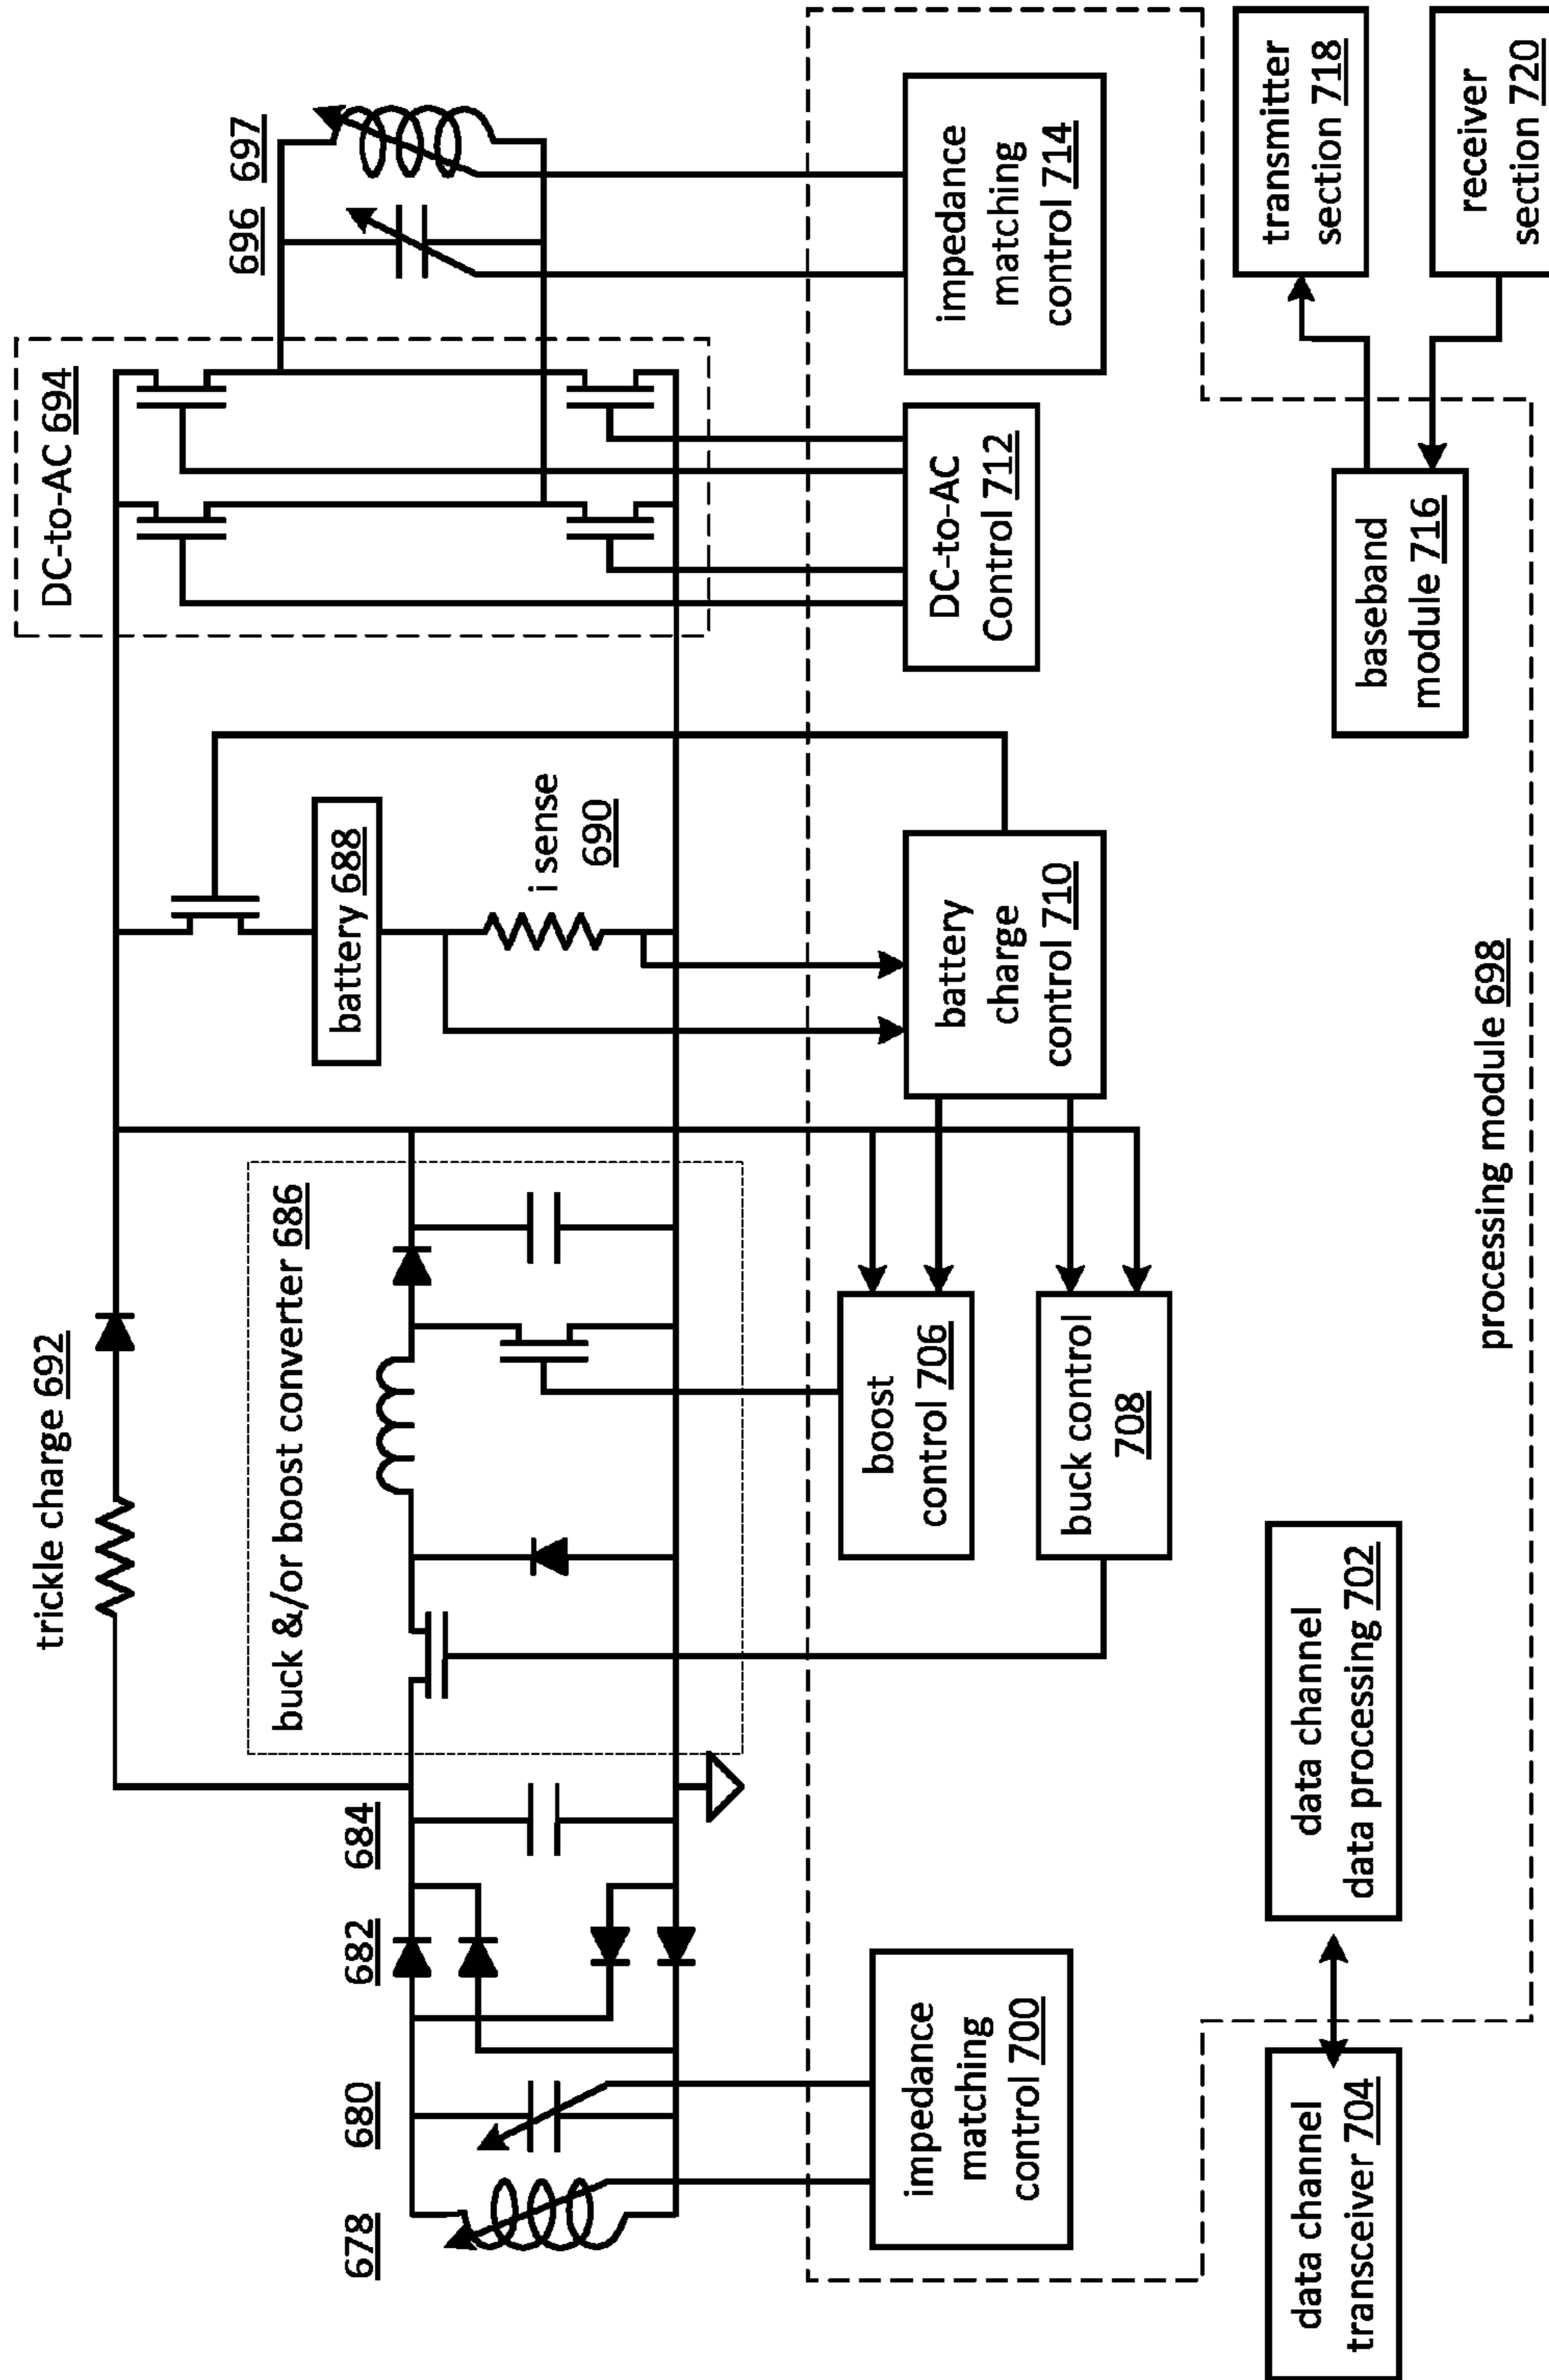 trickle charge 692
DC-to-AC 694
buck &/or boost converter 686
678
680
682
684
battery 688
i sense
690
696
697
impedance
matching
control 700
boost
control 706
buck control
708
battery
charge
control 710
DC-to-AC
Control 712
impedance
matching
control 714
data channel
transceiver 704
data channel
data processing 702
processing module 698
baseband
module 716
transmitter
section 718
receiver
section 720